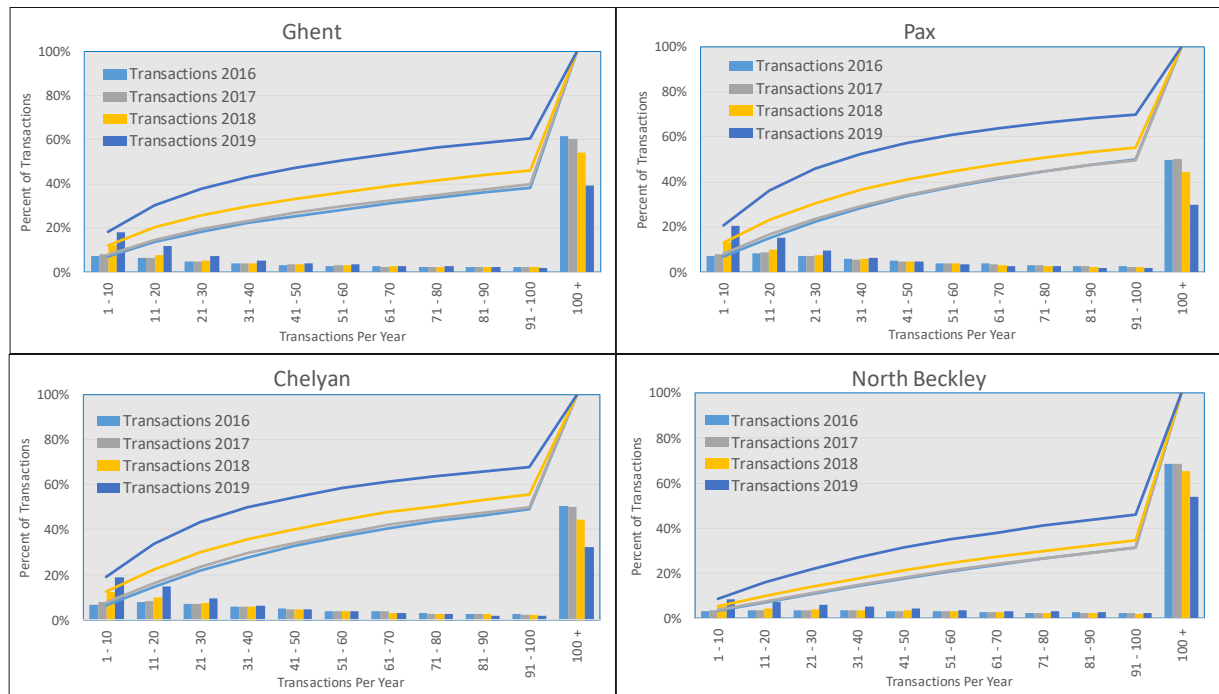 Ghent
Percent of Transactions
100%
80%
60%
40%
20%
0%
Transactions 2016
Transactions 2017
Transactions 2018
Transactions 2019
1 - 10
11 - 20
21 - 30
31 - 40
41 - 50
51 - 60
61 - 70
71 - 80
81 - 90
91 - 100
100 +
Transactions Per Year
Pax
Percent of Transactions
100%
80%
60%
40%
20%
0%
Transactions 2016
Transactions 2017
Transactions 2018
Transactions 2019
1 - 10
11 - 20
21 - 30
31 - 40
41 - 50
51 - 60
61 - 70
71 - 80
81 - 90
91 - 100
100 +
Transactions Per Year
Chelyan
Percent of Transactions
100%
80%
60%
40%
20%
0%
Transactions 2016
Transactions 2017
Transactions 2018
Transactions 2019
1 - 10
11 - 20
21 - 30
31 - 40
41 - 50
51 - 60
61 - 70
71 - 80
81 - 90
91 - 100
100 +
Transactions Per Year
North Beckley
Percent of Transactions
100%
80%
60%
40%
20%
0%
Transactions 2016
Transactions 2017
Transactions 2018
Transactions 2019
1 - 10
11 - 20
21 - 30
31 - 40
41 - 50
51 - 60
61 - 70
71 - 80
81 - 90
91 - 100
100 +
Transactions Per Year